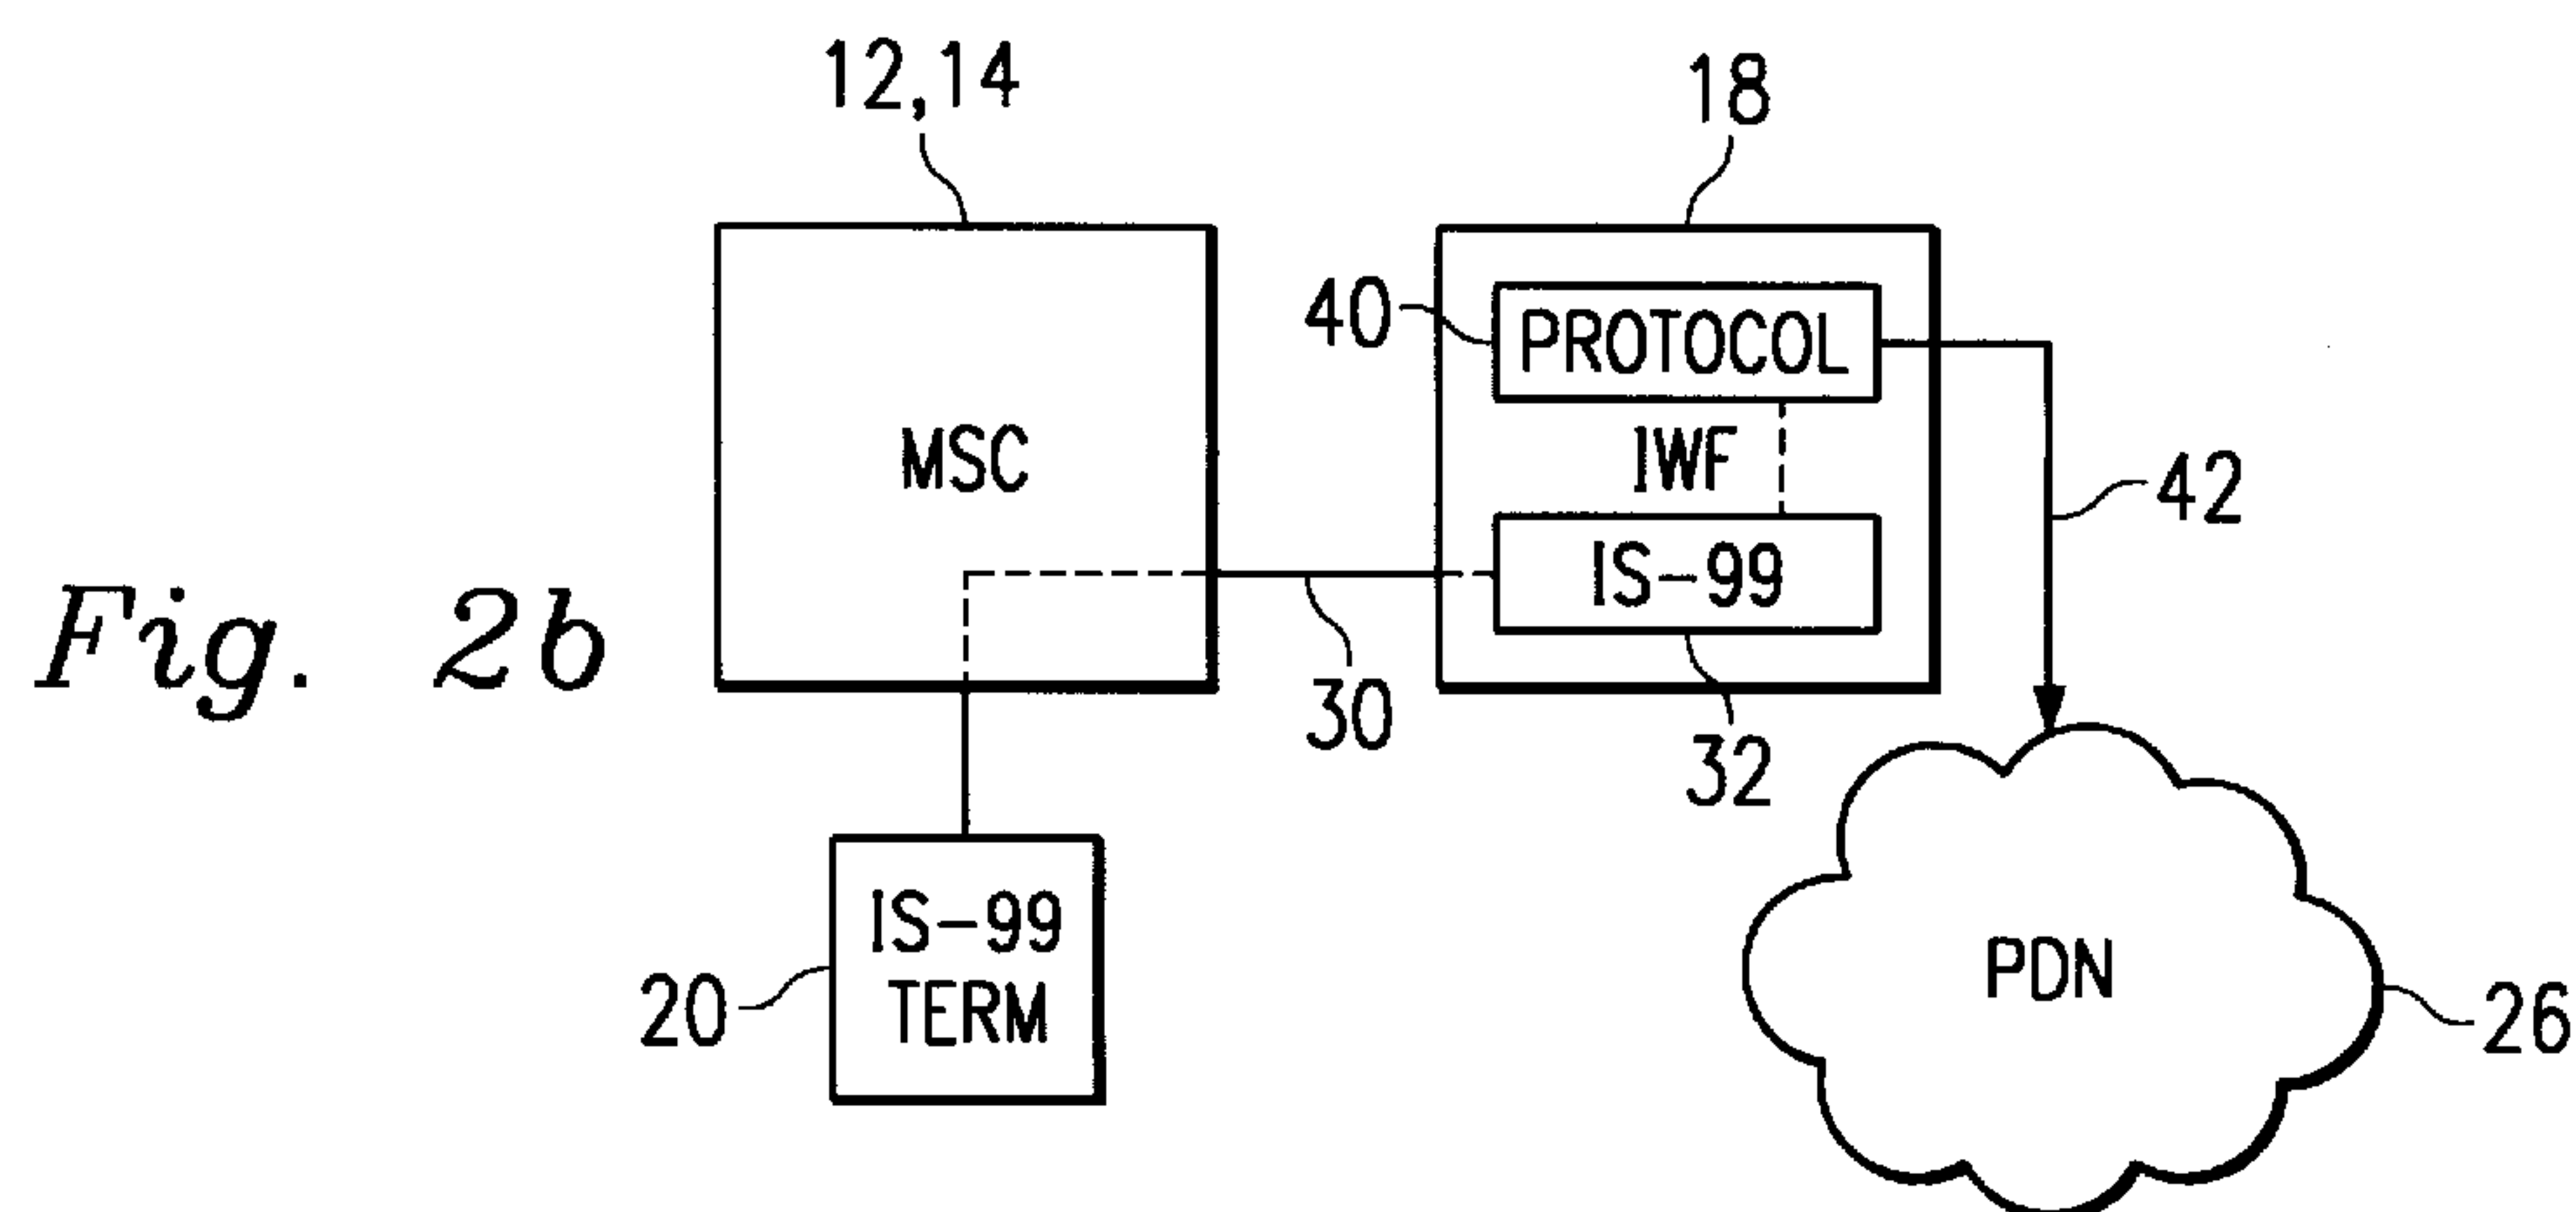 12,14
18
40
PROTOCOL
MSC
IWF
42
IS-99
Fig. 2b
30
32
IS-99
TERM
20
PDN
26